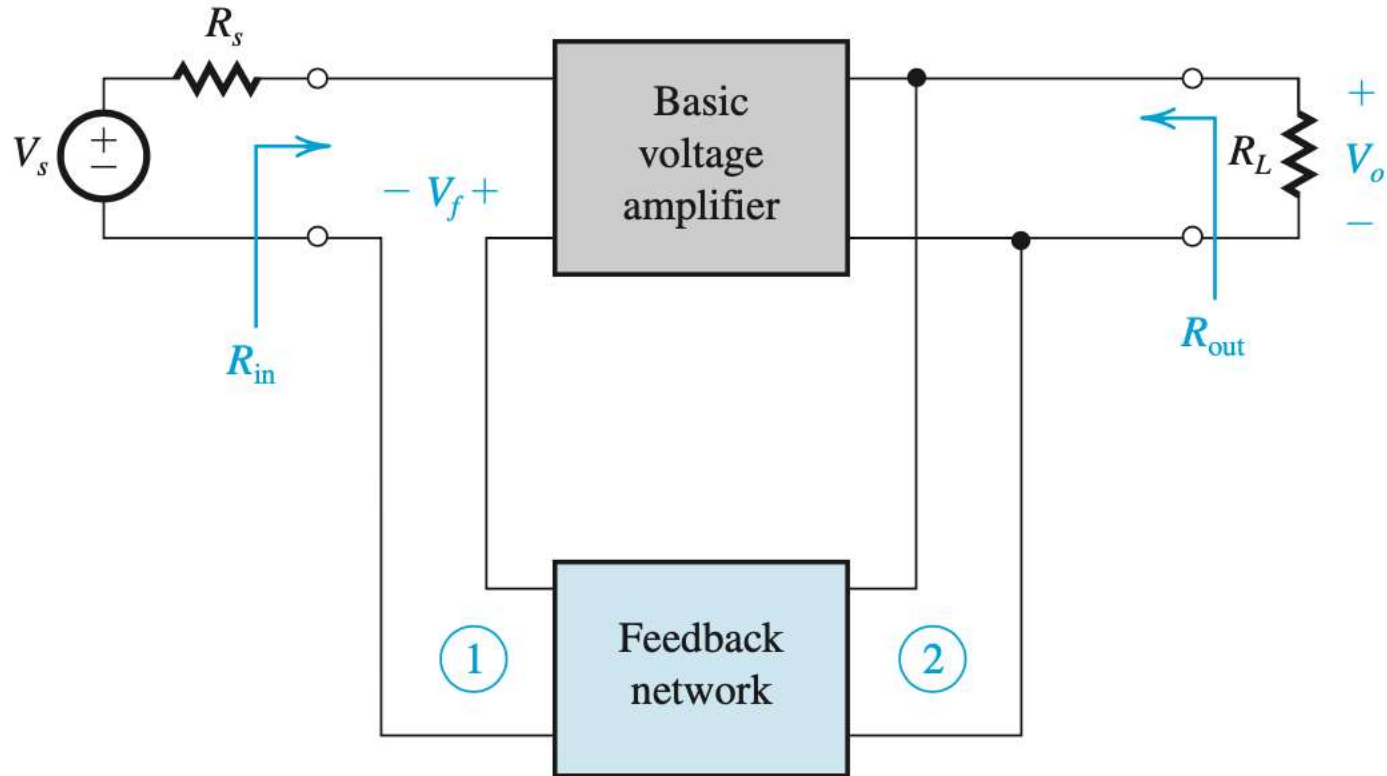 R_s
Basic
voltage
amplifier
+
−
V_s
− V_f +
R_in
R_L
+
V_o
−
R_out
Feedback
network
1
2